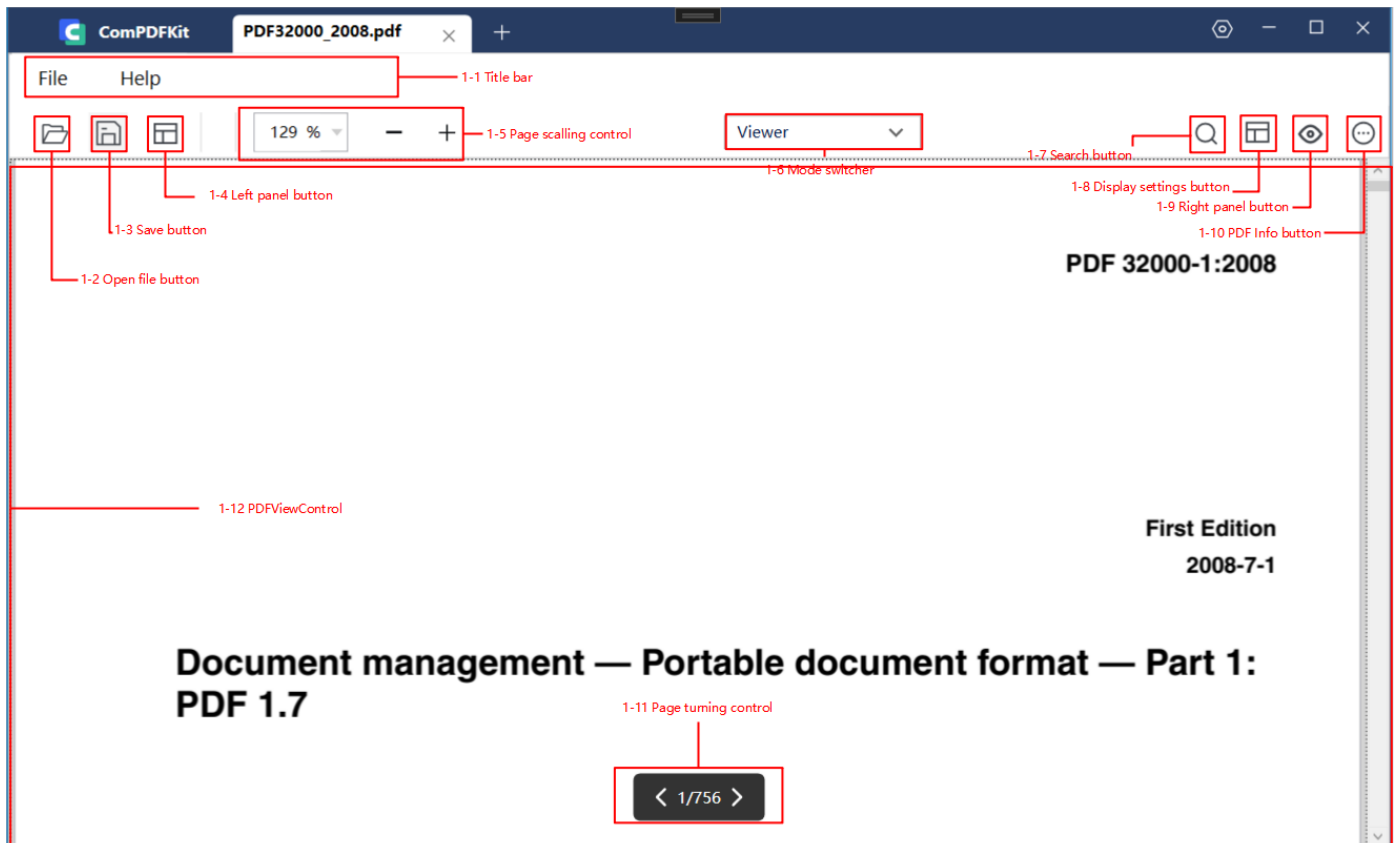 ComPDFKit PDF32000_2008.pdf
File Help
1-1 Title bar
129 %
1-5 Page scalling control
Viewer
1-7 Search button
1-6 Mode switcher
1-4 Left panel button
1-8 Display settings button
1-9 Right panel button
1-3 Save button
1-10 PDF Info button
PDF 32000-1:2008
1-2 Open file button
1-12 PDFViewControl
First Edition
2008-7-1
Document management — Portable document format — Part 1:
PDF 1.7
1-11 Page turning control
1/756